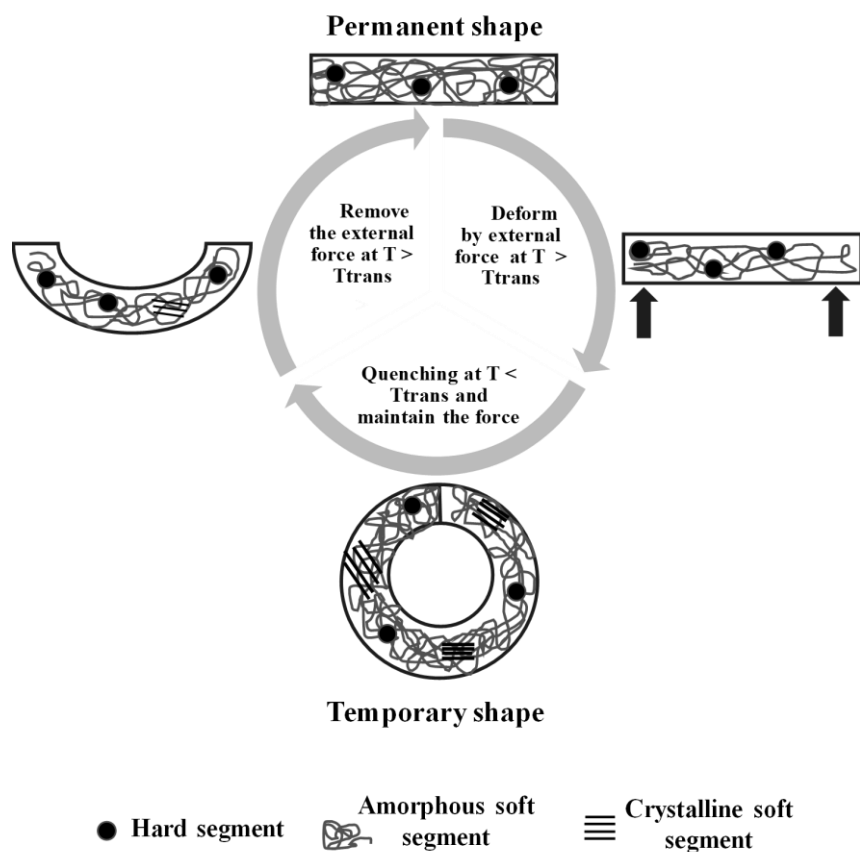 Permanent shape
Remove
the external
force at T >
Ttrans
Deform
by external
force at T >
Ttrans
Quenching at T <
Ttrans and
maintain the force
Temporary shape
Hard segment
Amorphous soft
segment
Crystalline soft
segment